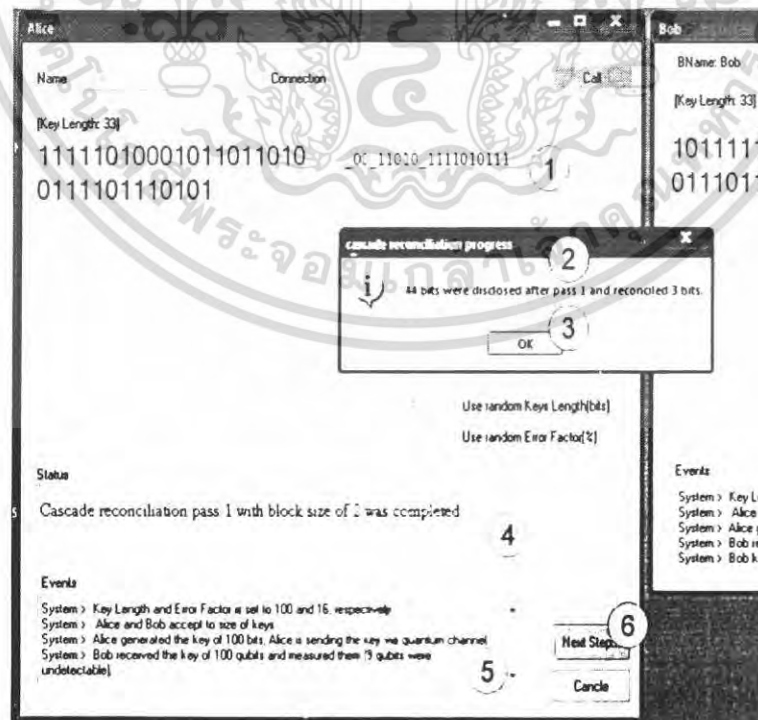 Alice
Name Connection Call
[Key Length: 33]
11111010001011011010
0111101110101
_00_11010_1111010111
1
cascade reconciliation progress
2
44 bits were disclosed after pass 1 and reconciled 3 bits.
OK
3
Use random Keys Length(bits)
Use random Error Factor[%]
Status
Cascade reconciliation pass 1 with block size of 2 was completed
4
Events
System > Key Length and Error Factor is set to 100 and 16, respectively
System > Alice and Bob accept to size of keys
System > Alice generated the key of 100 bits, Alice is sending the key via quantum channel
System > Bob received the key of 100 qubits and measured them (9 qubits were
undetectable).
5
Next Step
6
Cancle
Bob
BName: Bob
[Key Length: 33]
1011111
0111011
Events
System > Key L
System > Alice
System > Alice g
System > Bob re
System > Bob k